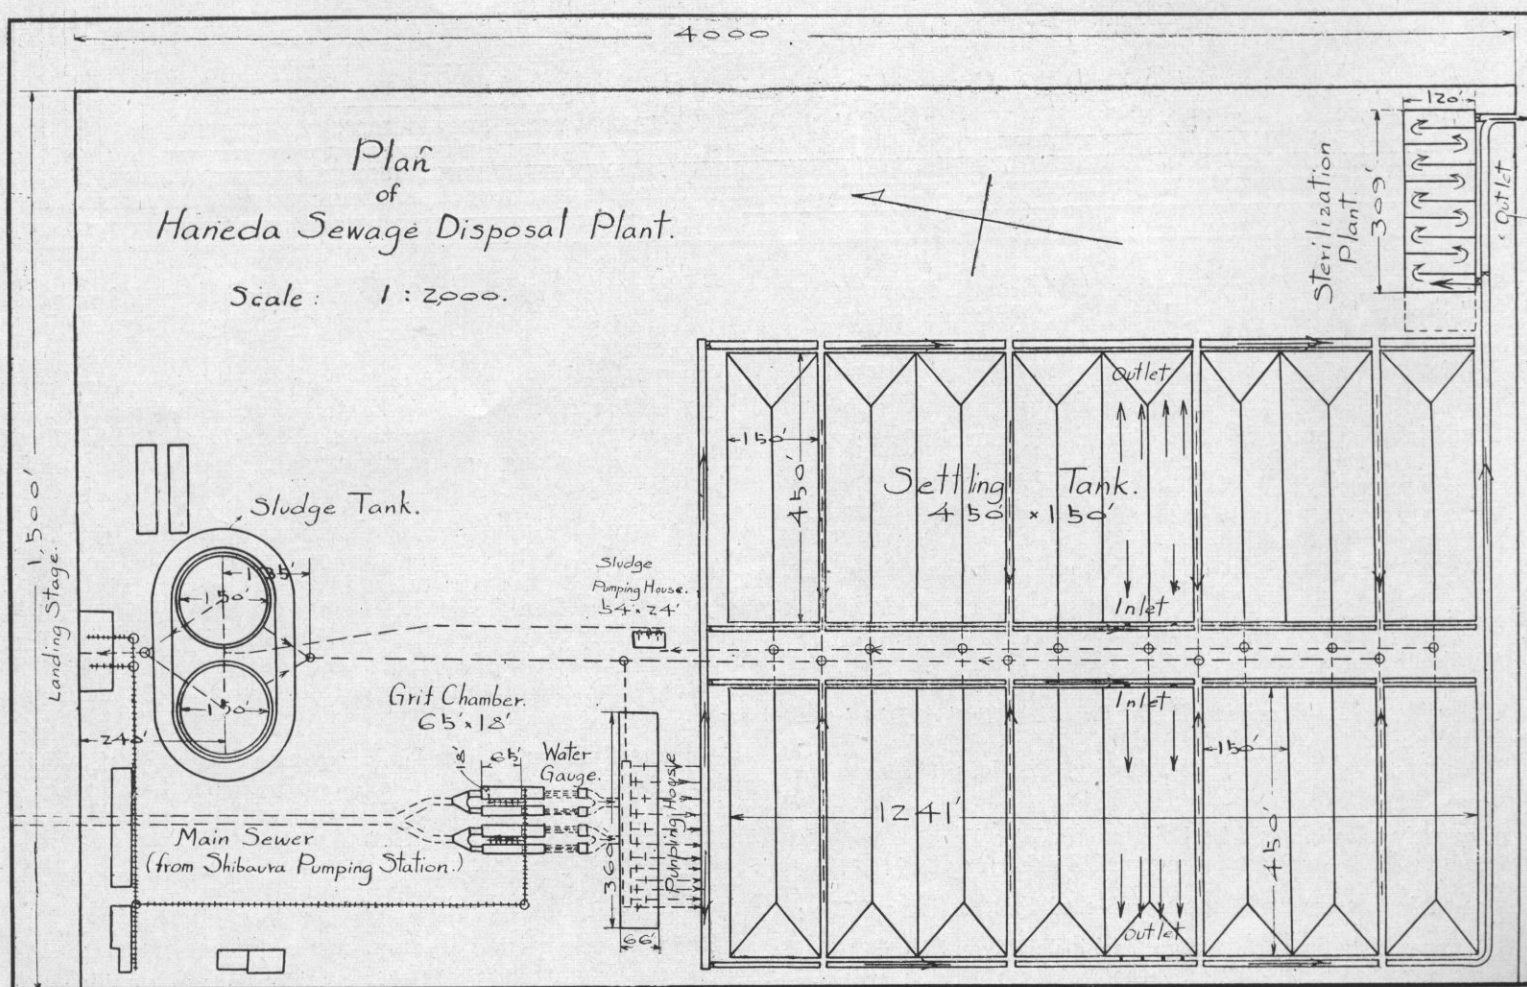 4000
Plan
of
Haneda Sewage Disposal Plant.
Scale: 1:2,000.
120'
309'
Sterilization
Plant
Outlet
1,500'
Landing Stage.
Sludge Tank.
135'
150'
150'
240'
Sludge
Pumping House.
54' x 24'
Grit Chamber.
65' x 18'
18'
65'
Water
Gauge.
Main Sewer
(from Shibaura Pumping Station.)
360'
66'
Pumping House
150'
450'
Settling Tank.
450' x 150'
Outlet
Inlet
Inlet
150'
1241'
450'
Outlet